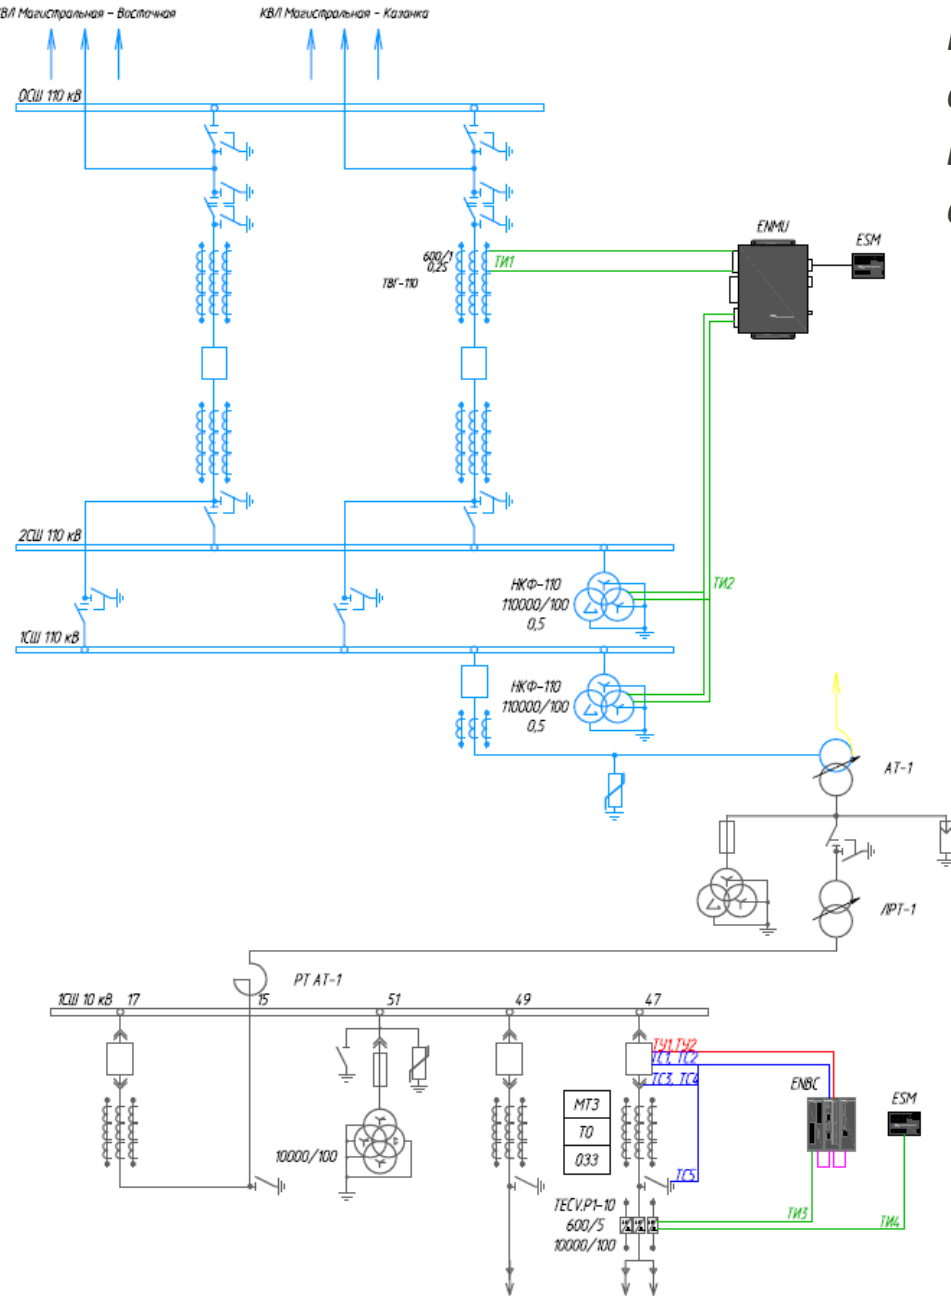 КВЛ Магистральная - Восточная
КВЛ Магистральная - Казанка
ОСШ 110 кВ
ENMU
ESM
600/1
0,2S
ТИ1
ТВГ-110
2СШ 110 кВ
НКФ-110
110000/100
0,5
ТИ2
1СШ 110 кВ
НКФ-110
110000/100
0,5
АТ-1
ЛРТ-1
РТ АТ-1
1СШ 10 кВ
17
15
51
49
47
ТУ1,ТУ2
ТС1, ТС2
ТС3, ТС4
ENBC
ESM
МТЗ
ТО
ОЗЗ
10000/100
ТС5
TECV.P1-10
600/5
10000/100
ТИ3
ТИ4